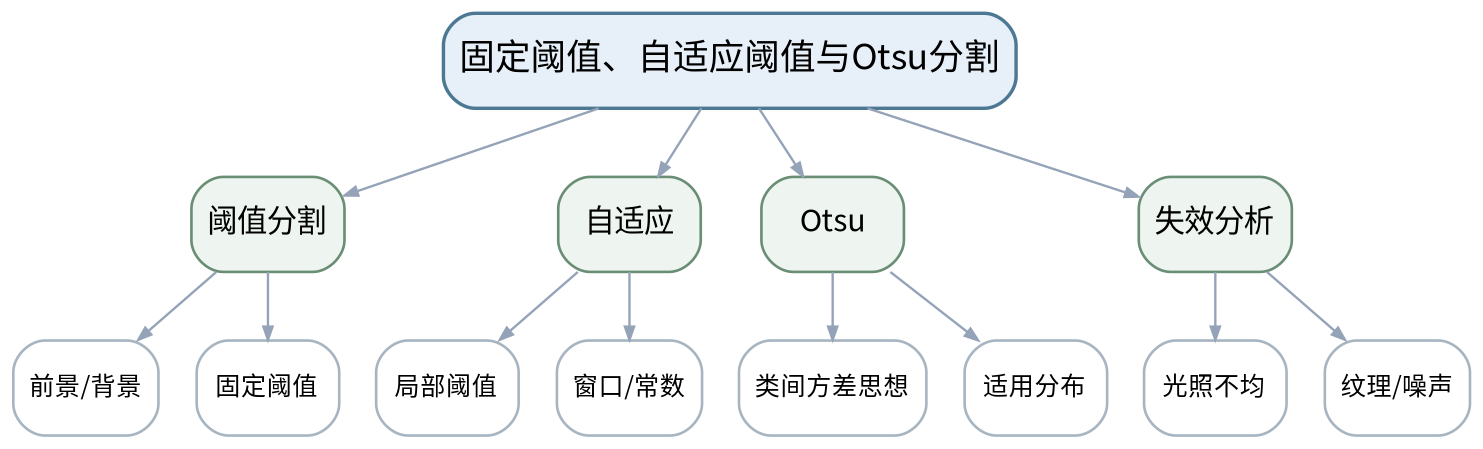 固定阈值、自适应阈值与Otsu分割
阈值分割
自适应
Otsu
失效分析
前景/背景
固定阈值
局部阈值
窗口/常数
类间方差思想
适用分布
光照不均
纹理/噪声